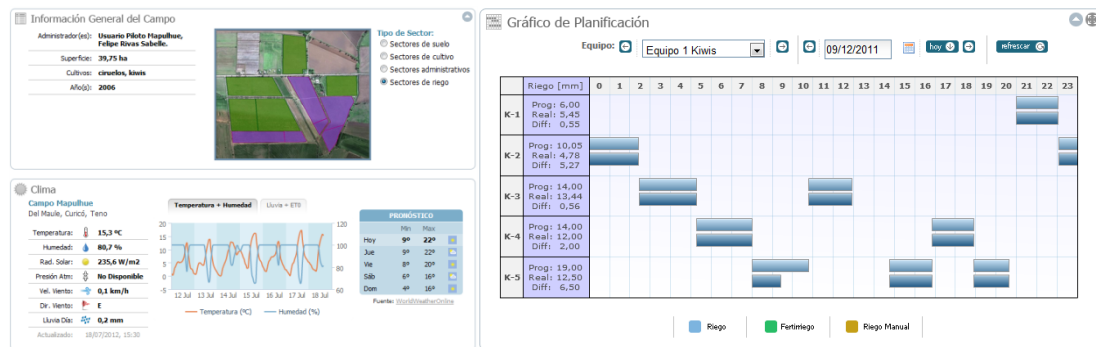 Información General del Campo
Administrador(es): Usuario Piloto Mapulhue,
Felipe Rivas Sabelle.
Superficie: 39,75 ha
Cultivos: ciruelos, kiwis
Año(s): 2006
Tipo de Sector:
Sectores de suelo
Sectores de cultivo
Sectores administrativos
Sectores de riego
Clima
Campo Mapulhue
Del Maule, Curicó, Teno
Temperatura: 15,3 ºC
Humedad: 80,7 %
Rad. Solar: 235,6 W/m2
Presión Atm: No Disponible
Vel. Viento: 0,1 km/h
Dir. Viento: E
Lluvia Día: 0,2 mm
Actualizado: 18/07/2012, 15:30
Temperatura + Humedad Lluvia + ET0
20 120
15
10 100
5
0 80
-5 60
12 Jul 13 Jul 14 Jul 15 Jul 16 Jul 17 Jul 18 Jul
Temperatura (ºC) Humedad (%)
PRONÓSTICO
Min Max
Hoy 9º 22º
Jue 9º 22º
Vie 8º 20º
Sáb 6º 16º
Dom 4º 16º
Fuente: WorldWeatherOnline
Gráfico de Planificación
Equipo: Equipo 1 Kiwis 09/12/2011 hoy refrescar
Riego [mm] 0 1 2 3 4 5 6 7 8 9 10 11 12 13 14 15 16 17 18 19 20 21 22 23
K-1
Prog: 6,00
Real: 5,45
Diff: 0,55
K-2
Prog: 10,05
Real: 4,78
Diff: 5,27
K-3
Prog: 14,00
Real: 13,44
Diff: 0,56
K-4
Prog: 14,00
Real: 12,00
Diff: 2,00
K-5
Prog: 19,00
Real: 12,50
Diff: 6,50
Riego Fertirriego Riego Manual